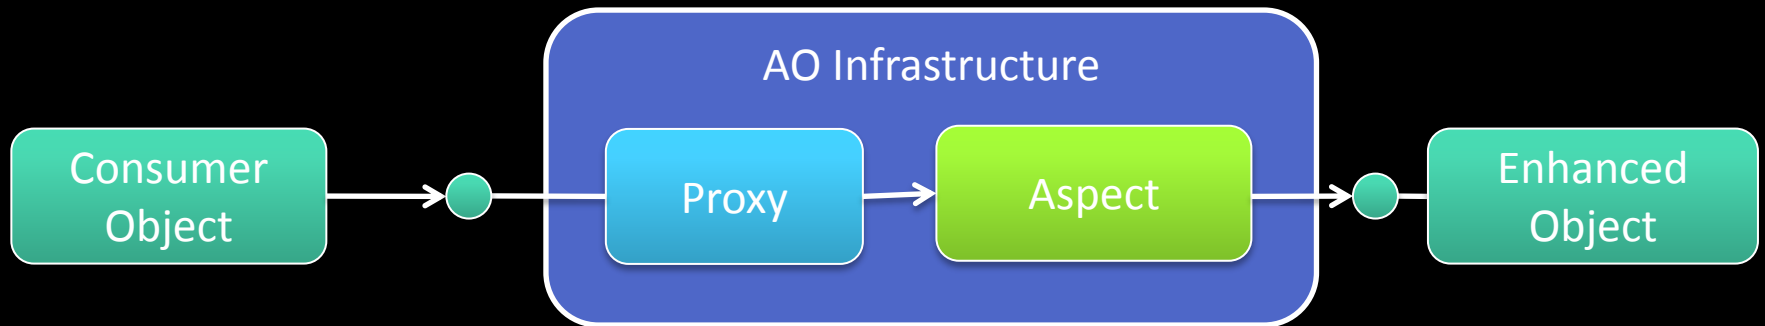 AO Infrastructure
Consumer
Object
Proxy
Aspect
Enhanced
Object